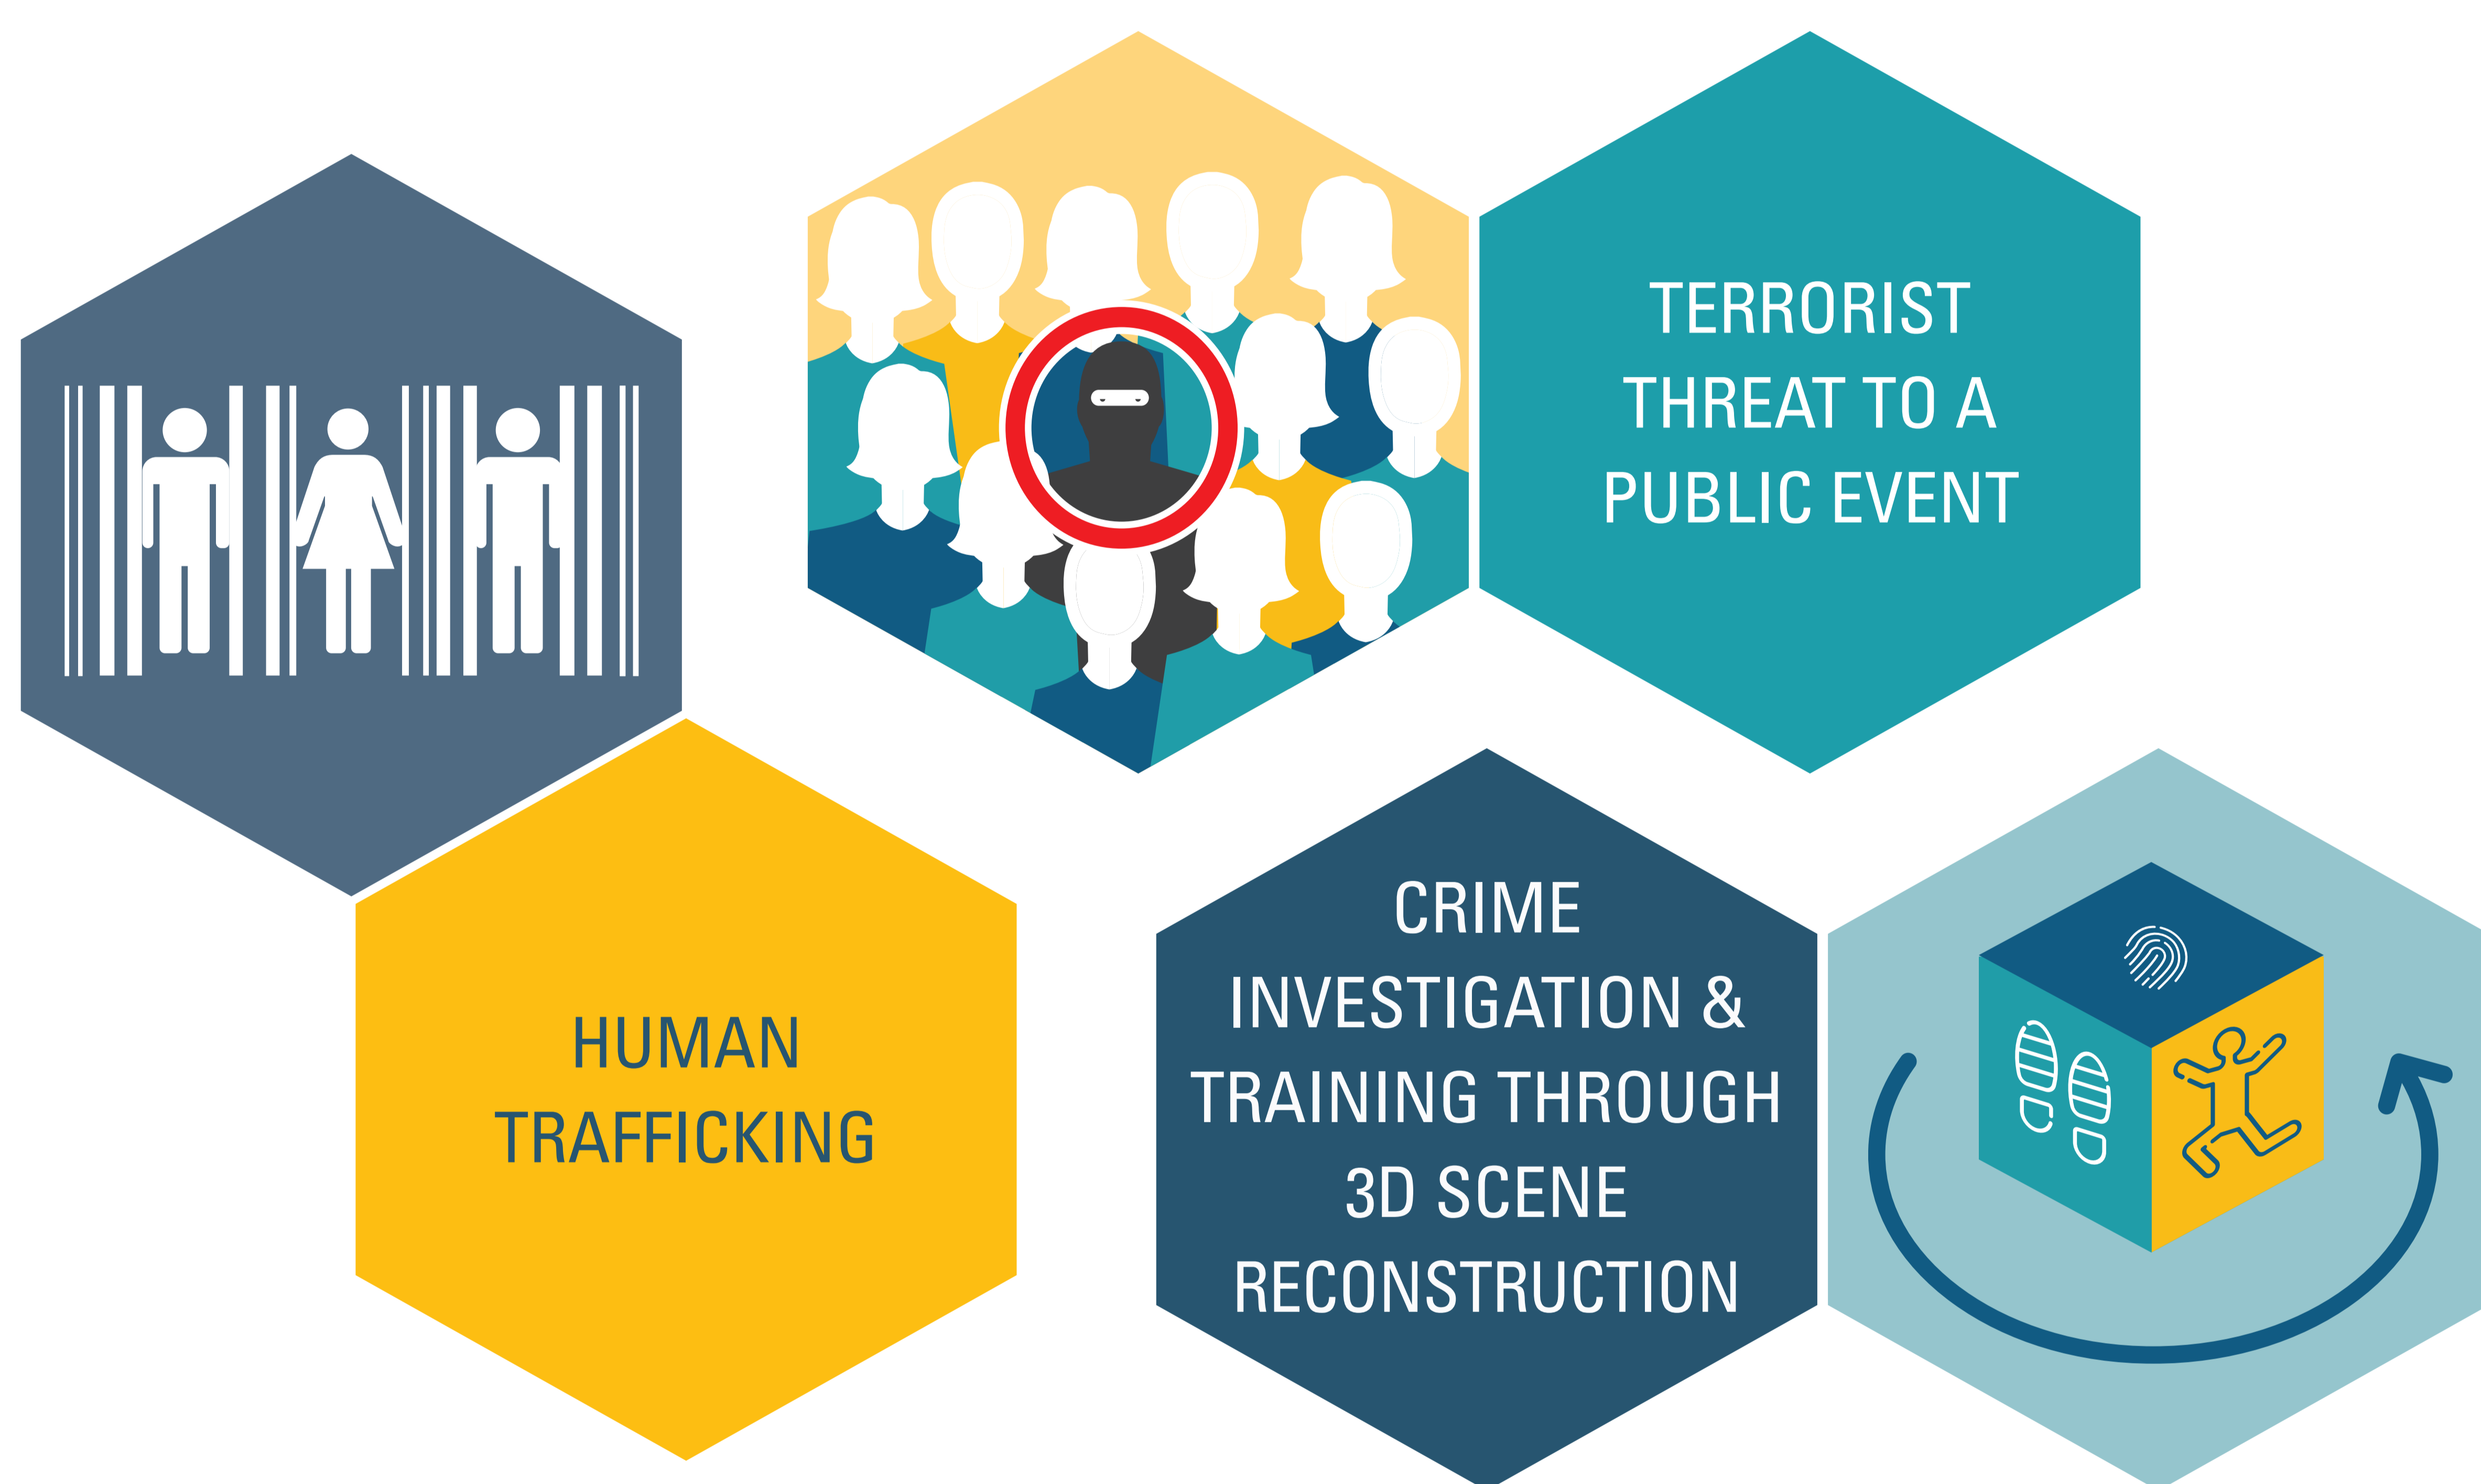 TERRORIST
THREAT TO A
PUBLIC EVENT
HUMAN
TRAFFICKING
CRIME
INVESTIGATION &
TRAINING THROUGH
3D SCENE
RECONSTRUCTION